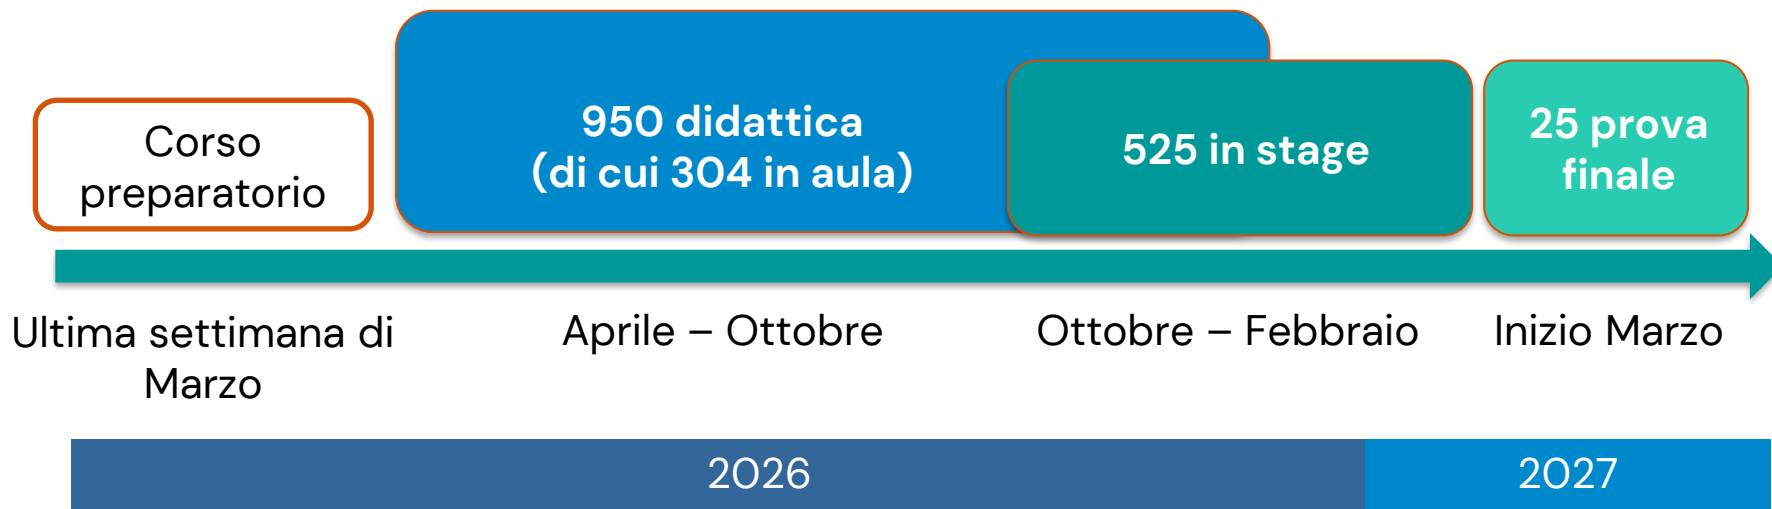 Corso
preparatorio
950 didattica
(di cui 304 in aula)
525 in stage
25 prova
finale
Ultima settimana di
Marzo
Aprile – Ottobre
Ottobre – Febbraio
Inizio Marzo
2026
2027